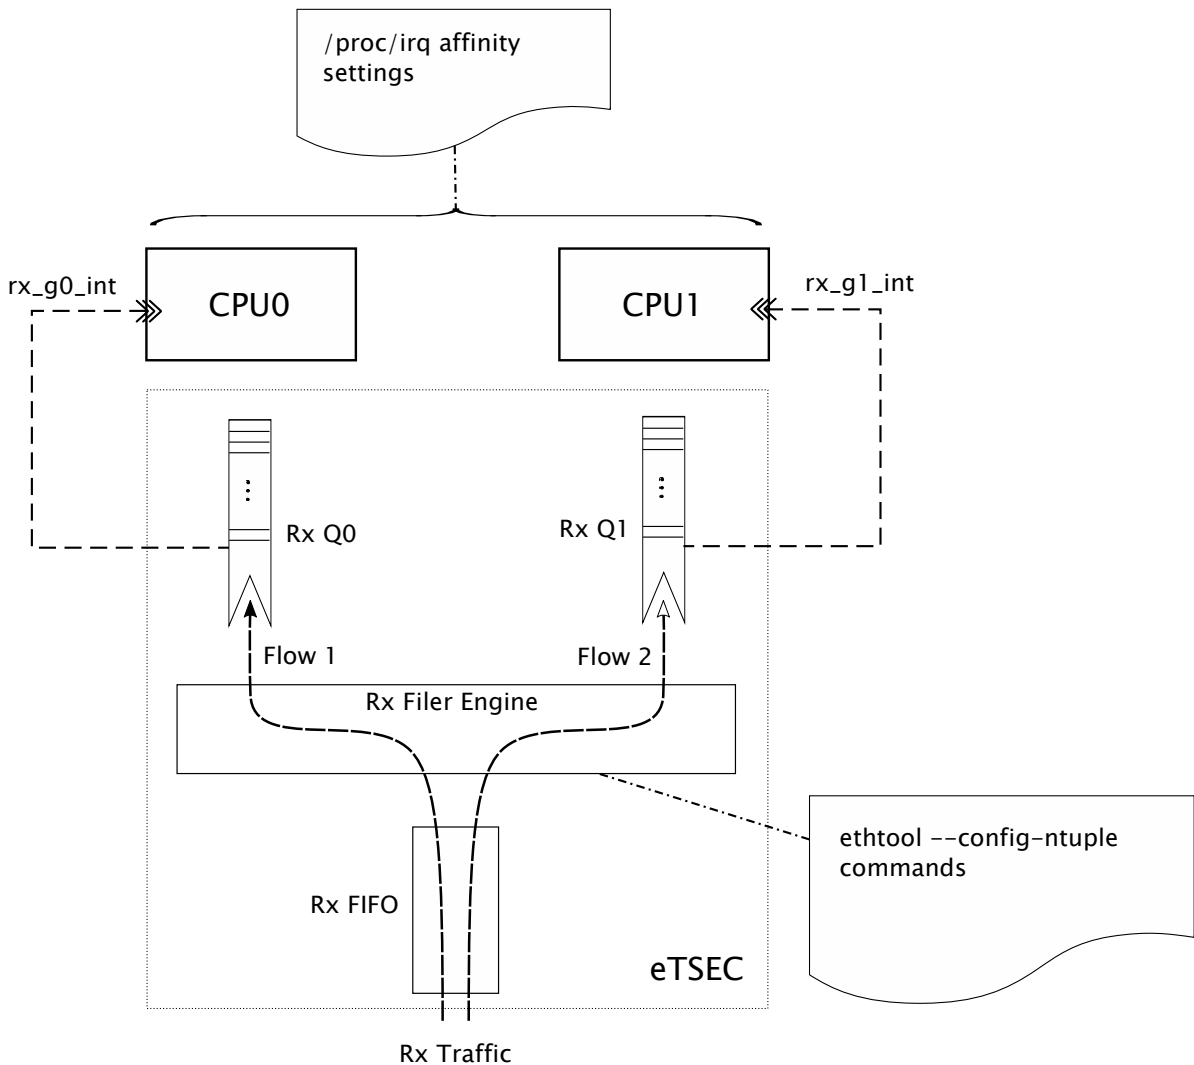 /proc/irq affinity
settings
rx_g0_int
CPU0
CPU1
rx_g1_int
Rx Q0
Rx Q1
Flow 1
Flow 2
Rx Filer Engine
ethtool --config-ntuple
commands
Rx FIFO
eTSEC
Rx Traffic